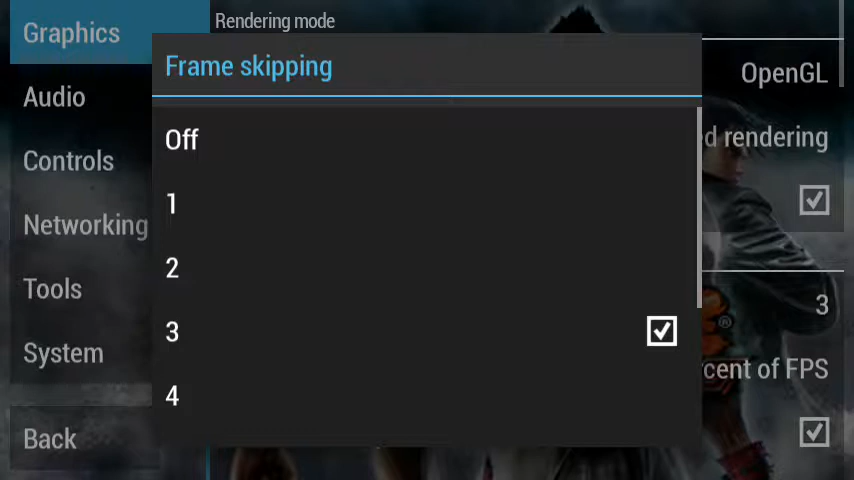 Graphics
Rendering mode
Frame skipping
OpenGL
Audio
Off
d rendering
Controls
1
Networking
2
Tools
3
3
System
cent of FPS
4
Back
®